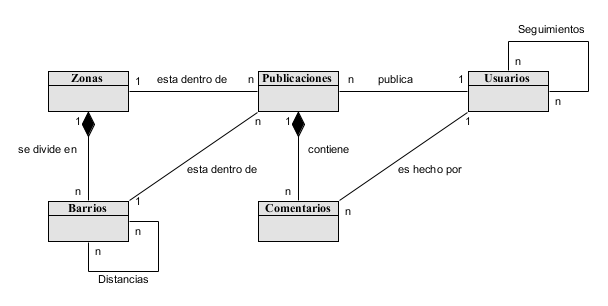 Seguimientos
n
Zonas
1
esta dentro de
n
Publicaciones
n
publica
1
Usuarios
n
1
n
1
1
se divide en
contiene
esta dentro de
es hecho por
n
1
n
Barrios
Comentarios
n
n
n
Distancias